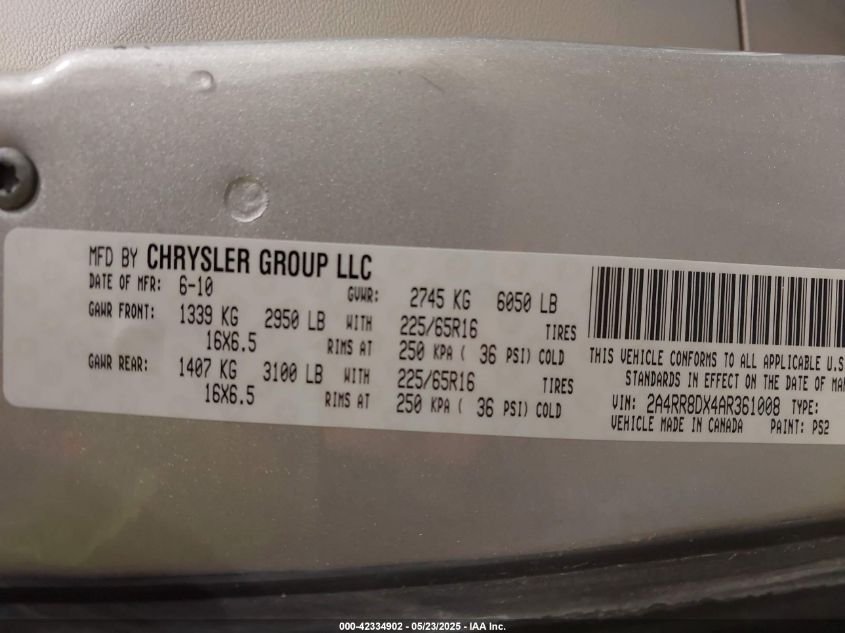 MFD BY CHRYSLER GROUP LLC
DATE OF MFR: 6-10 GVWR: 2745 KG 6050 LB
GAWR FRONT: 1339 KG 2950 LB WITH 225/65R16 TIRES
16X6.5 RIMS AT 250 KPA ( 36 PSI) COLD
GAWR REAR: 1407 KG 3100 LB WITH 225/65R16 TIRES
16X6.5 RIMS AT 250 KPA ( 36 PSI) COLD
THIS VEHICLE CONFORMS TO ALL APPLICABLE U.S
STANDARDS IN EFFECT ON THE DATE OF MAN
VIN: 2A4RR8DX4AR361008 TYPE:
VEHICLE MADE IN CANADA PAINT: PS2
000-42334902 - 05/23/2025 - IAA Inc.